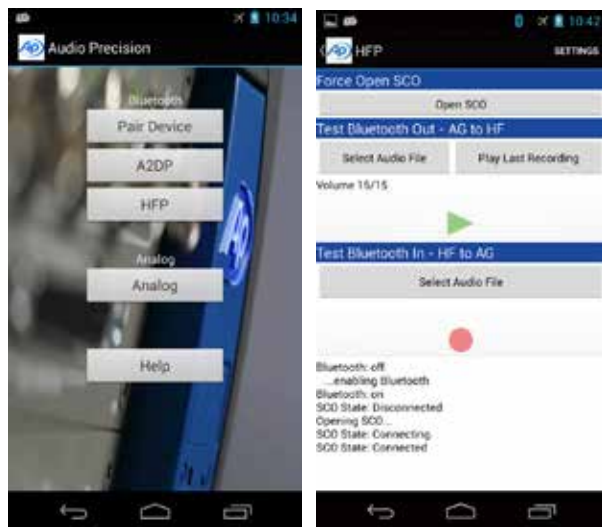 10:34
Ap Audio Precision
Bluetooth
Pair Device
A2DP
HFP
Analog
Analog
Help
10:42
Ap HFP SETTINGS
Force Open SCO
Open SCO
Test Bluetooth Out - AG to HF
Select Audio File Play Last Recording
Volume 15/15
Test Bluetooth In - HF to AG
Select Audio File
Bluetooth: off
...enabling Bluetooth
Bluetooth: on
SCO State: Disconnected
Opening SCO...
SCO State: Connecting
SCO State: Connected